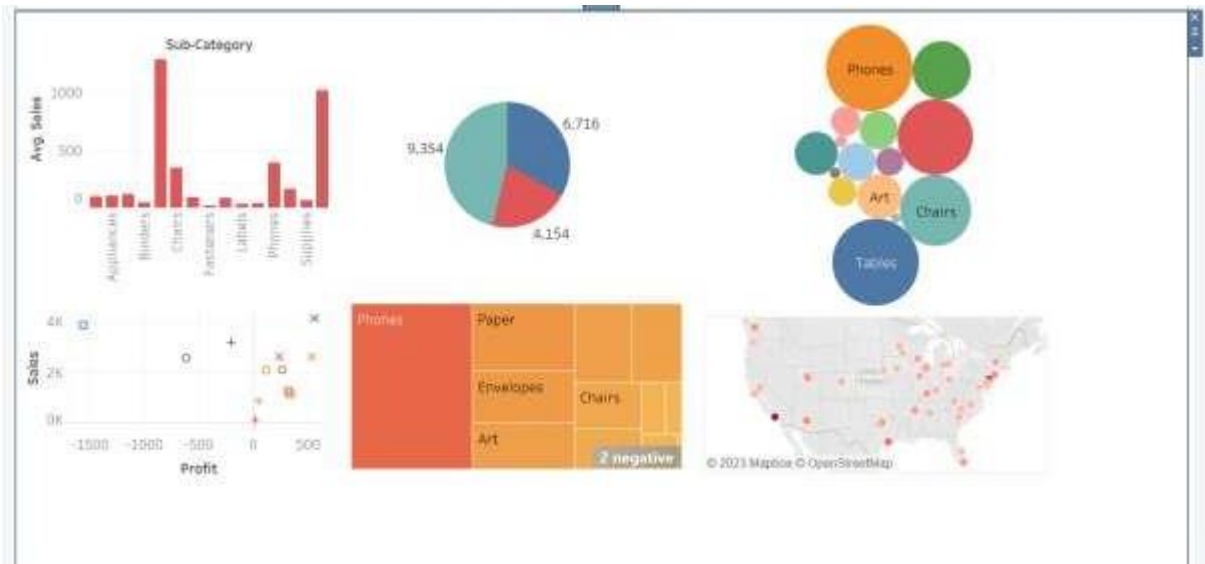 Sub-Category
Avg. Sales
1000
500
0
Appliances
Binders
Chairs
Fasteners
Labels
Phones
Supplies
6,716
9,354
4,154
Phones
Art
Chairs
Tables
Sales
4K
2K
0K
-1500
-1000
-500
0
500
Profit
Phones
Paper
Envelopes
Art
Chairs
2 negative
© 2023 Mapbox © OpenStreetMap